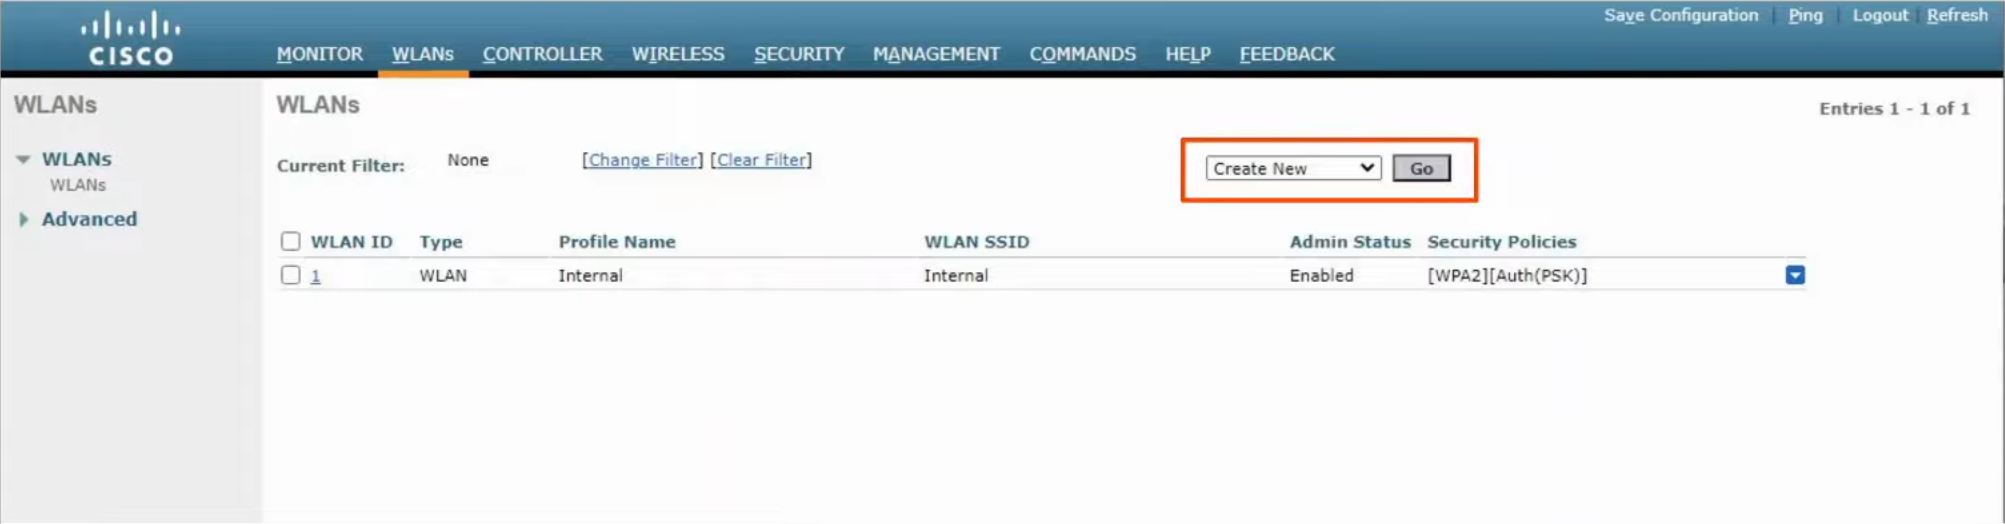 Save Configuration | Ping | Logout | Refresh
CISCO
MONITOR WLANs CONTROLLER WIRELESS SECURITY MANAGEMENT COMMANDS HELP FEEDBACK
WLANs
WLANs
WLANs
Advanced
WLANs
Entries 1 - 1 of 1
Current Filter: None [Change Filter] [Clear Filter]
Create New Go
WLAN ID Type Profile Name WLAN SSID Admin Status Security Policies
1 WLAN Internal Internal Enabled [WPA2][Auth(PSK)]